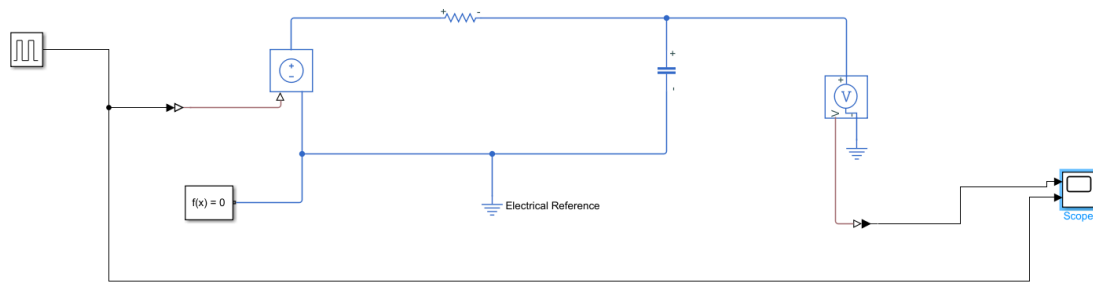 + -
+
-
+
-
+
V
V
-
f(x) = 0
Electrical Reference
Scope